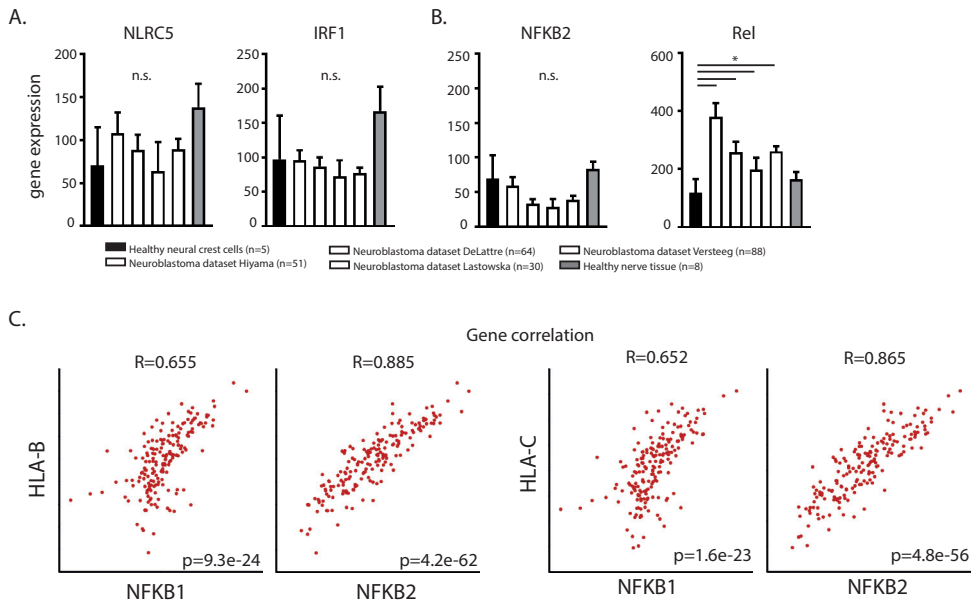 A.
B.
NLRC5
IRF1
NFKB2
Rel
gene expression
200
150
100
50
0
n.s.
250
200
150
100
50
0
n.s.
250
200
150
100
50
0
n.s.
600
400
200
0
*
Healthy neural crest cells (n=5)
Neuroblastoma dataset DeLattre (n=64)
Neuroblastoma dataset Versteeg (n=88)
Neuroblastoma dataset Hiyama (n=51)
Neuroblastoma dataset Lastowska (n=30)
Healthy nerve tissue (n=8)
C.
Gene correlation
R=0.655
R=0.885
R=0.652
R=0.865
HLA-B
HLA-C
p=9.3e-24
p=4.2e-62
p=1.6e-23
p=4.8e-56
NFKB1
NFKB2
NFKB1
NFKB2